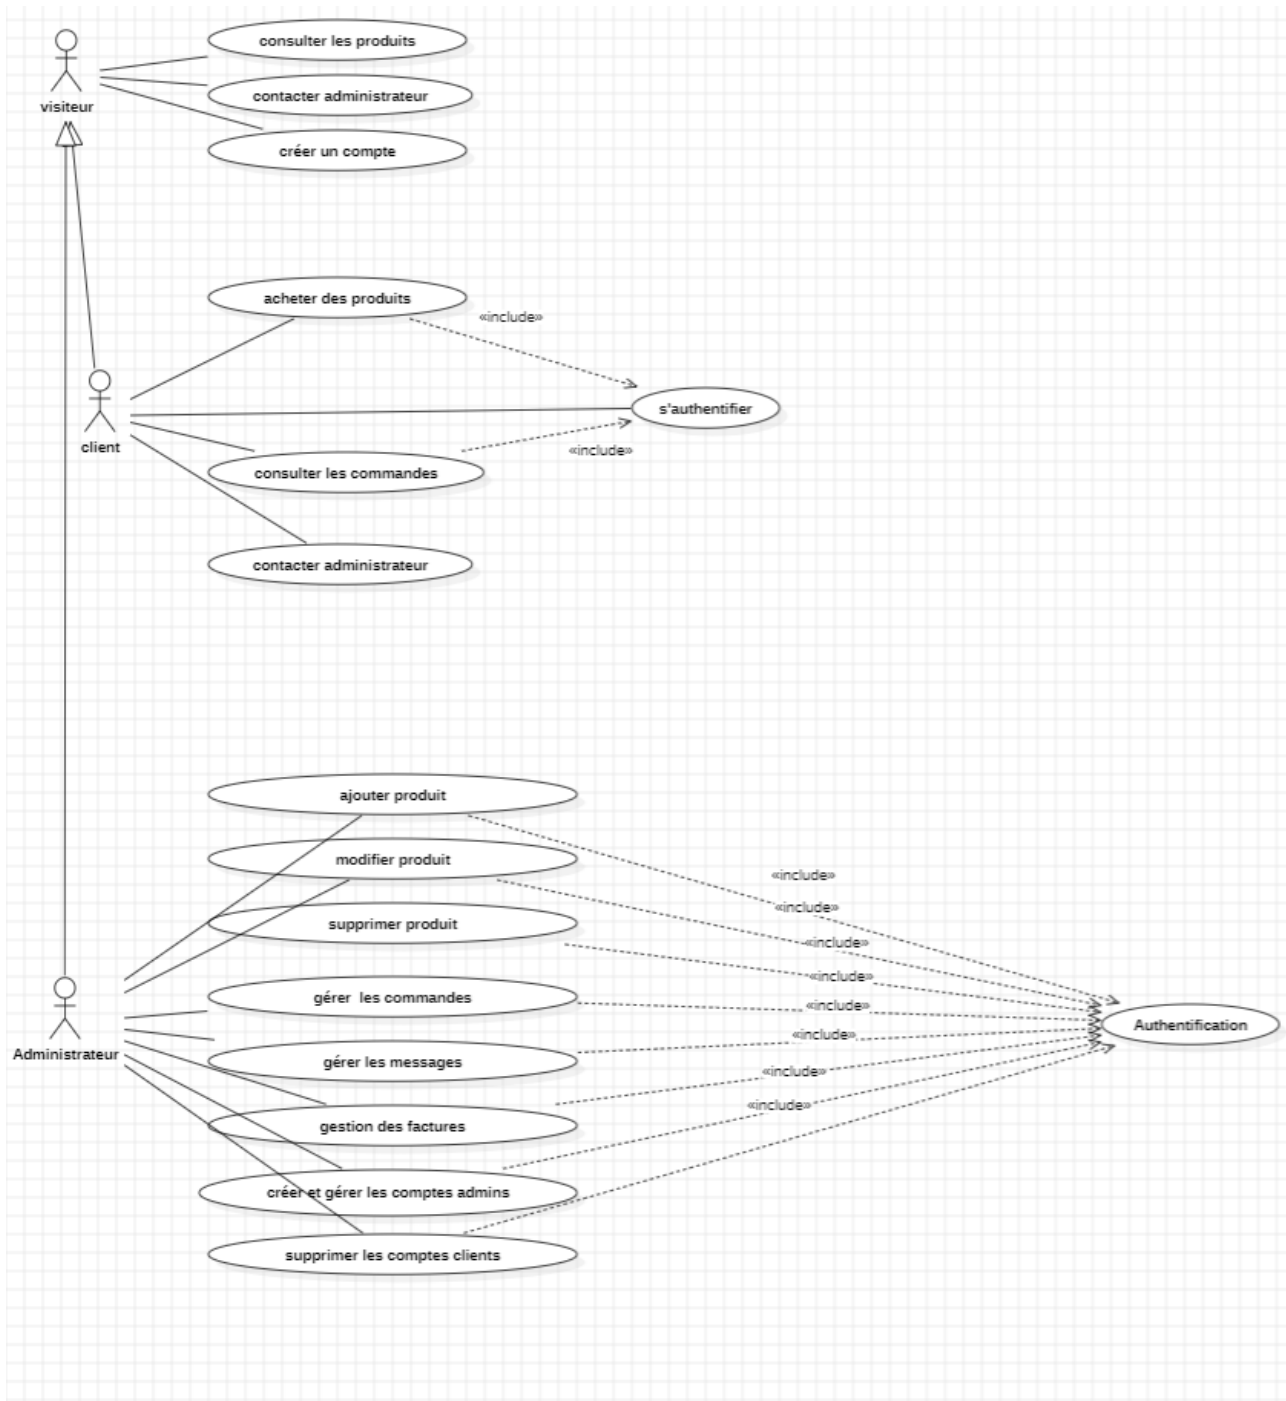 consulter les produits
contacter administrateur
visiteur
créer un compte
acheter des produits
«include»
s'authentifier
client
«include»
consulter les commandes
contacter administrateur
ajouter produit
modifier produit
«include»
«include»
supprimer produit
«include»
«include»
gérer les commandes
«include»
Authentification
«include»
Administrateur
gérer les messages
«include»
«include»
gestion des factures
créer et gérer les comptes admins
supprimer les comptes clients